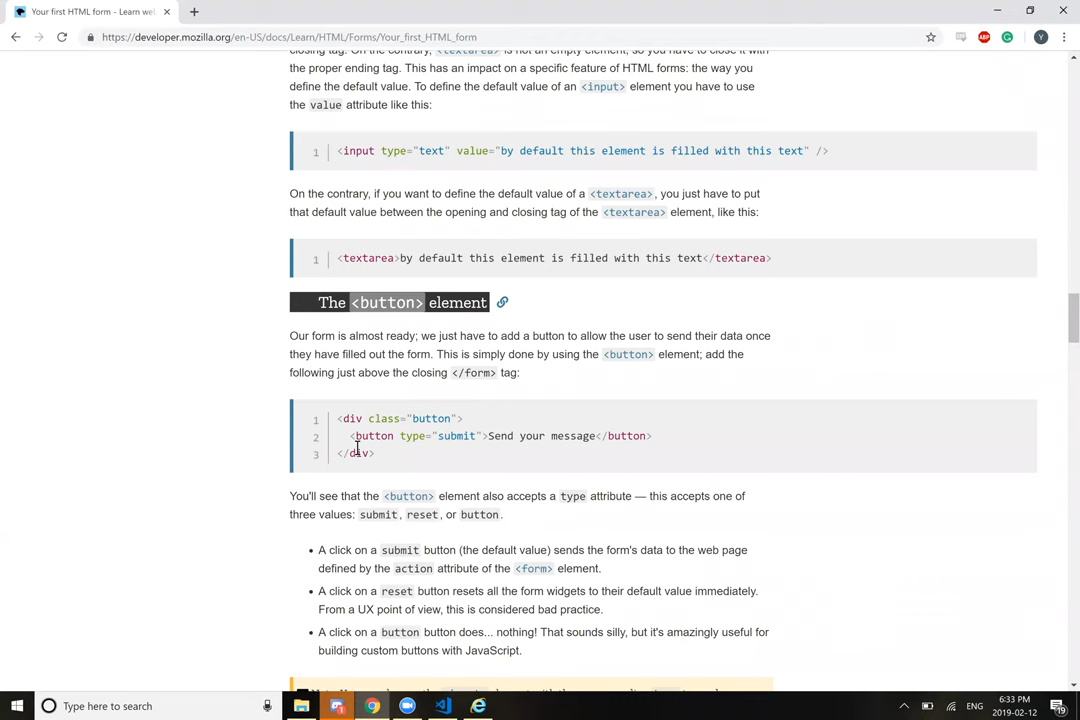 Your first HTML form - Learn we
https://developer.mozilla.org/en-US/docs/Learn/HTML/Forms/Your_first_HTML_form
ABP
Y
closing tag. On the contrary, <textarea> is not an empty element, so you have to close it with
the proper ending tag. This has an impact on a specific feature of HTML forms: the way you
define the default value. To define the default value of an <input> element you have to use
the value attribute like this:
1 <input type="text" value="by default this element is filled with this text" />
On the contrary, if you want to define the default value of a <textarea>, you just have to put
that default value between the opening and closing tag of the <textarea> element, like this:
1 <textarea>by default this element is filled with this text</textarea>
The <button> element
Our form is almost ready; we just have to add a button to allow the user to send their data once
they have filled out the form. This is simply done by using the <button> element; add the
following just above the closing </form> tag:
1 <div class="button">
2 <button type="submit">Send your message</button>
3 </div>
You'll see that the <button> element also accepts a type attribute — this accepts one of
three values: submit, reset, or button.
• A click on a submit button (the default value) sends the form's data to the web page
defined by the action attribute of the <form> element.
• A click on a reset button resets all the form widgets to their default value immediately.
From a UX point of view, this is considered bad practice.
• A click on a button button does... nothing! That sounds silly, but it's amazingly useful for
building custom buttons with JavaScript.
Type here to search
ENG
6:33 PM
2019-02-12
19